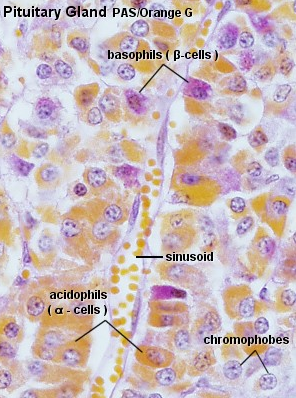 Pituitary Gland PAS/Orange G
basophils ( β-cells )
sinusoid
acidophils
( α - cells )
chromophobes